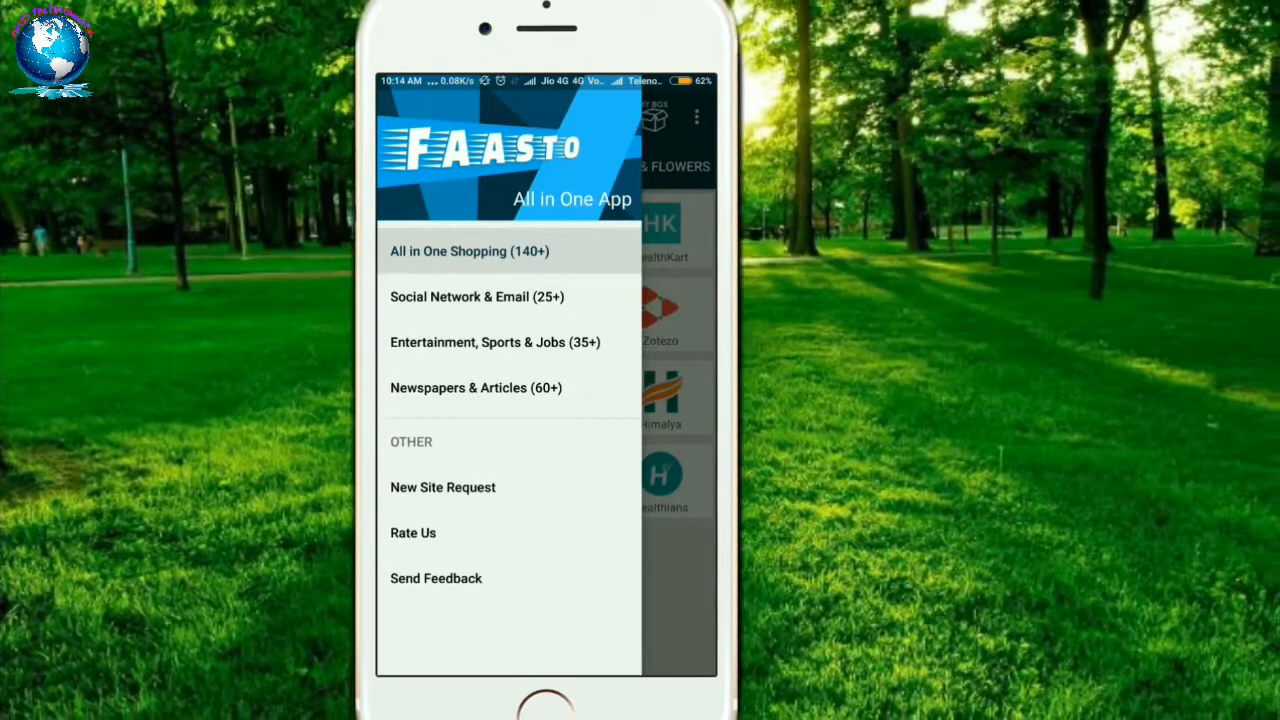 10:14 AM ... 0.08K/s Jio 4G 4G Vo.. Teleno.. 62%
MY BOX
FAASTO
& FLOWERS
All in One App
HK
All in One Shopping (140+)
ealthKart
Social Network & Email (25+)
Entertainment, Sports & Jobs (35+)
Zotezo
Newspapers & Articles (60+)
Himalya
OTHER
New Site Request
H
ealthians
Rate Us
Send Feedback